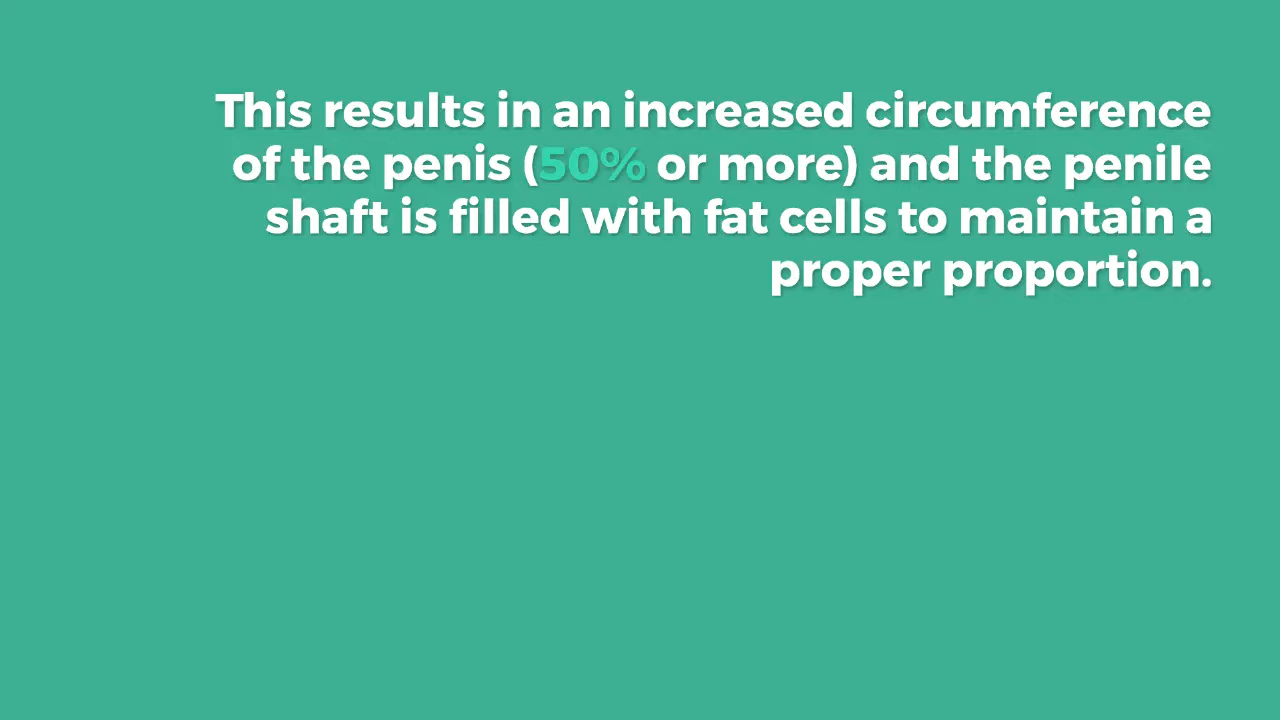 This results in an increased circumference
of the penis (50% or more) and the penile
shaft is filled with fat cells to maintain a
proper proportion.